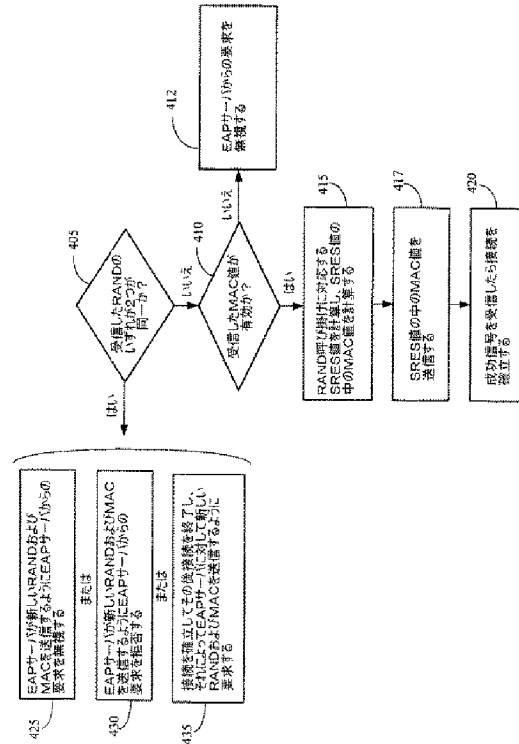 405
受信したRANDの
いずれか2つが
同一か?
はい
いいえ
EAPサーバが新しいRANDおよび
MACを送信するようにEAPサーバからの
要求を無視する
425
または
EAPサーバが新しいRANDおよびMAC
を送信するようにEAPサーバからの
要求を拒否する
430
または
接続を確立してその後接続を終了し、
それによってEAPサーバに対して新しい
RANDおよびMACを送信するように
要求する
435
410
受信したMAC値が
有効か?
いいえ
412
EAPサーバからの要求を
無視する
はい
415
RAND呼び掛けに対応する
SRES値を計算し、SRES値の
中のMAC値を計算する
417
SRES値の中のMAC値を
送信する
420
成功信号を受信したら接続を
確立する